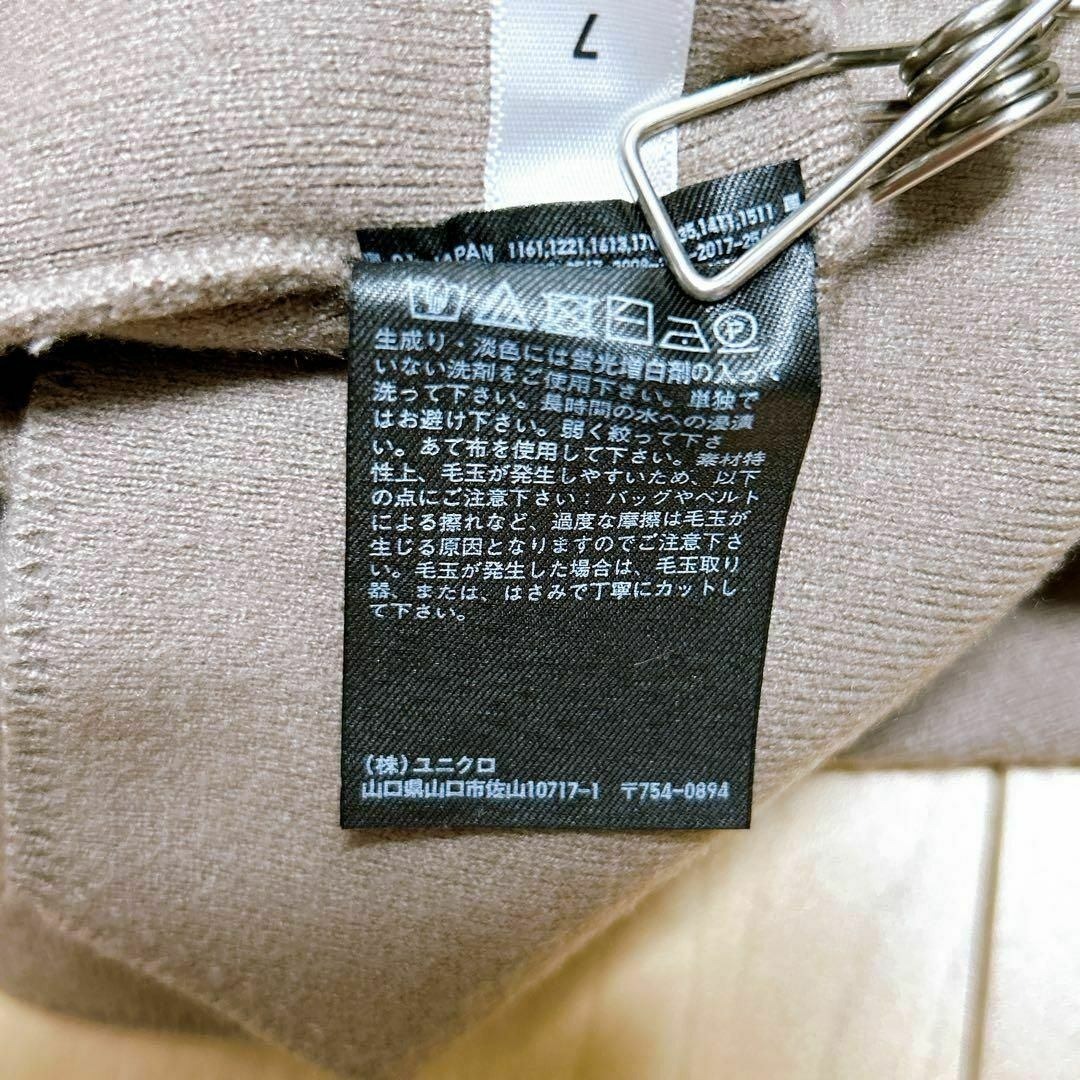 L
JAPAN 1161,1221,1613,17 25,14 ,1511
2017-25
生成り・淡色には蛍光増白剤の入って
いない洗剤をご使用下さい。単独で
洗って下さい。長時間の水への浸漬
はお避け下さい。弱く絞って下さ
い。あて布を使用して下さい。素材特
性上、毛玉が発生しやすいため、以下
の点にご注意下さい：バッグやベルト
による擦れなど、過度な摩擦は毛玉が
生じる原因となりますのでご注意下さ
い。毛玉が発生した場合は、毛玉取り
器、または、はさみで丁寧にカットし
て下さい。
(株)ユニクロ
山口県山口市佐山10717-1 〒754-0894